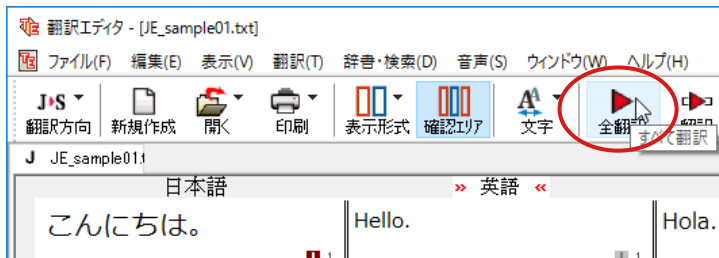 翻訳エディタ - [JE_sample01.txt]
ファイル(F) 編集(E) 表示(V) 翻訳(T) 辞書・検索(D) 音声(S) ウィンドウ(W) ヘルプ(H)
J▸S
翻訳方向 新規作成 開く 印刷 表示形式 確認エリア 文字 全翻訳
すべて翻訳
J JE_sample01.
日本語 » 英語 «
こんにちは。 Hello. Hola.
1 1